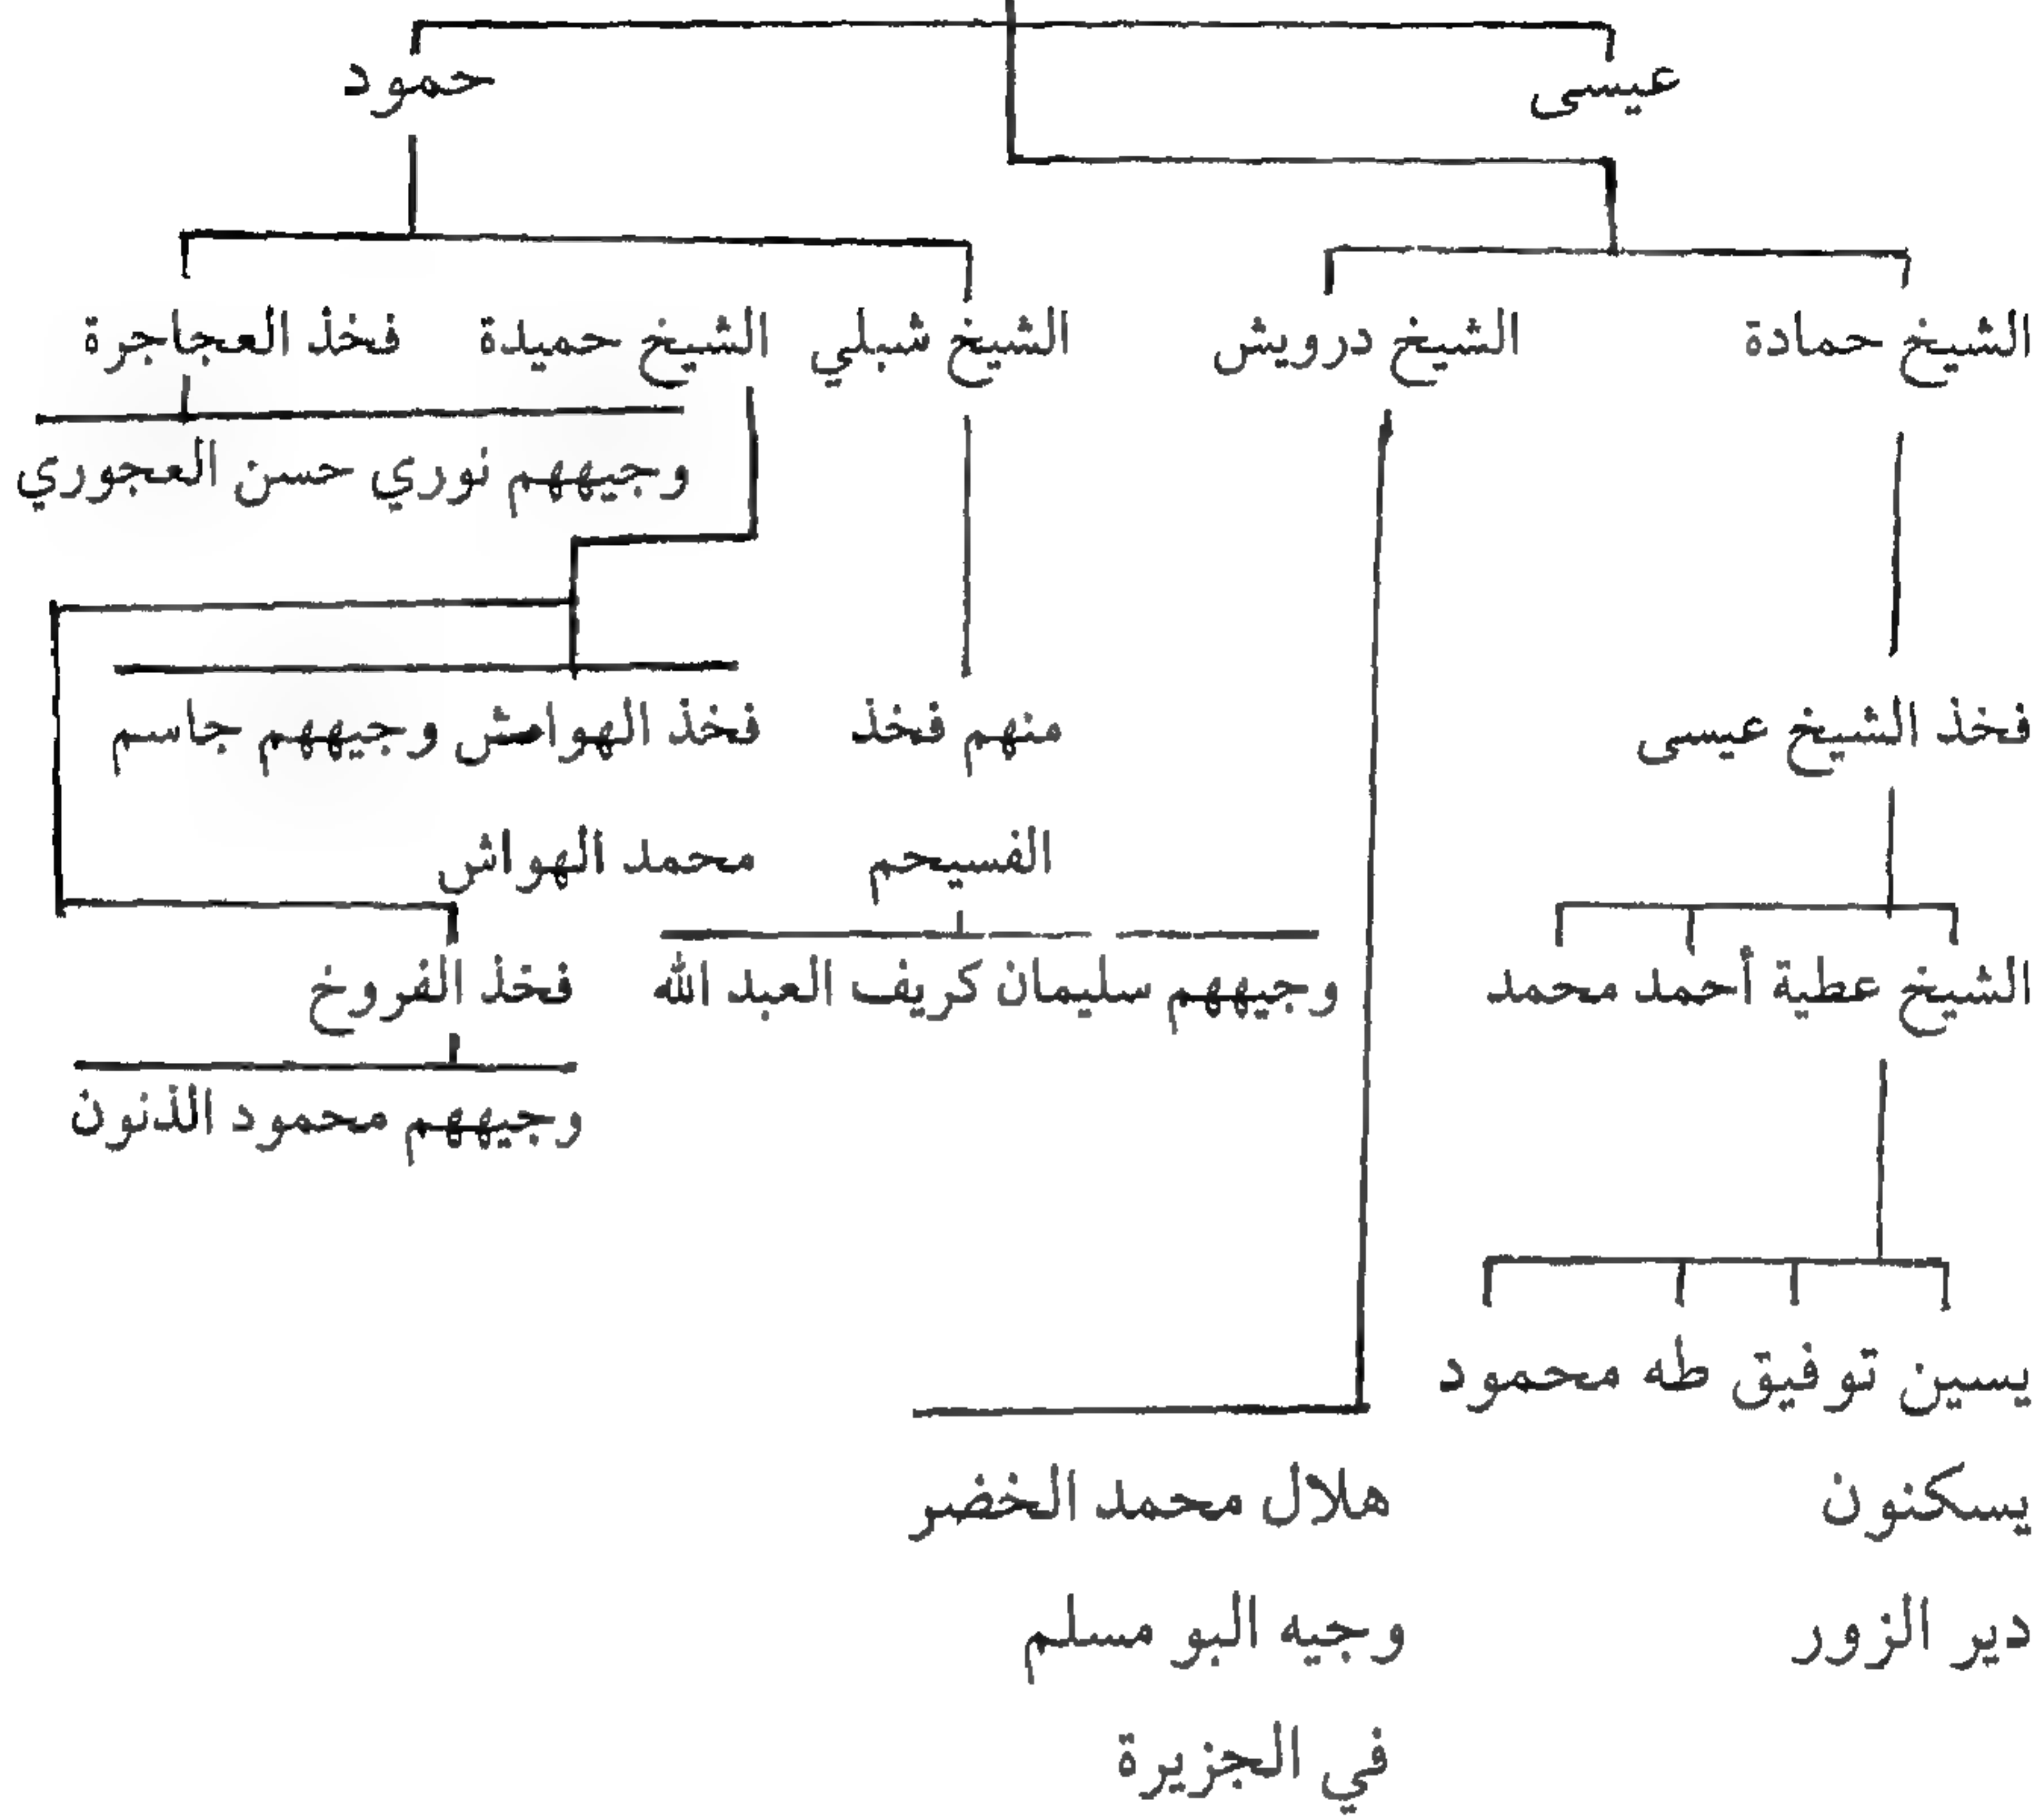 عيسى حمود
الشيخ حمادة الشيخ درويش الشيخ شبلي الشيخ حميدة فخذ العجاجرة
وجيههم نوري حسن العجوري
فخذ الشيخ عيسى منهم فخذ فخذ الهواش وجيههم جاسم
الفسيحم محمد الهواش
الشيخ عطية أحمد محمد وجيههم سليمان كريف العبد الله فخذ الفروخ
وجيههم محمود الذنون
يسين توفيق طه محمود
يسكنون هلال محمد الخضر
دير الزور وجيه البو مسلم
في الجزيرة